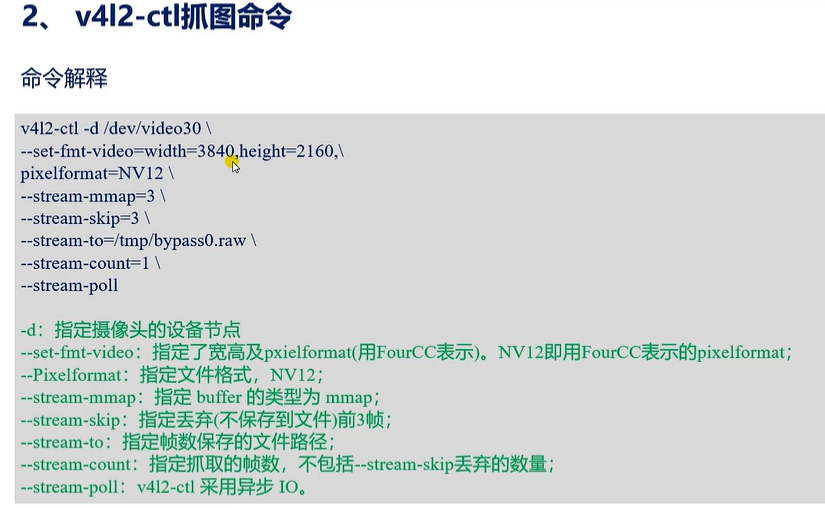 2、 v4l2-ctl抓图命令
命令解释
v4l2-ctl -d /dev/video30 \
--set-fmt-video=width=3840,height=2160,\
pixelformat=NV12 \
--stream-mmap=3 \
--stream-skip=3 \
--stream-to=/tmp/bypass0.raw \
--stream-count=1 \
--stream-poll
-d：指定摄像头的设备节点
--set-fmt-video：指定了宽高及pxielformat(用FourCC表示)。NV12即用FourCC表示的pixelformat；
--Pixelformat：指定文件格式，NV12；
--stream-mmap：指定 buffer 的类型为 mmap；
--stream-skip：指定丢弃(不保存到文件)前3帧；
--stream-to：指定帧数保存的文件路径；
--stream-count：指定抓取的帧数，不包括--stream-skip丢弃的数量；
--stream-poll：v4l2-ctl 采用异步 IO。